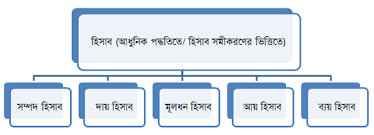 হিসাব (আধুনিক পদ্ধতিতে/ হিসাব সমীকরণের ভিত্তিতে)
সম্পদ হিসাব
দায় হিসাব
মূলধন হিসাব
আয় হিসাব
ব্যয় হিসাব